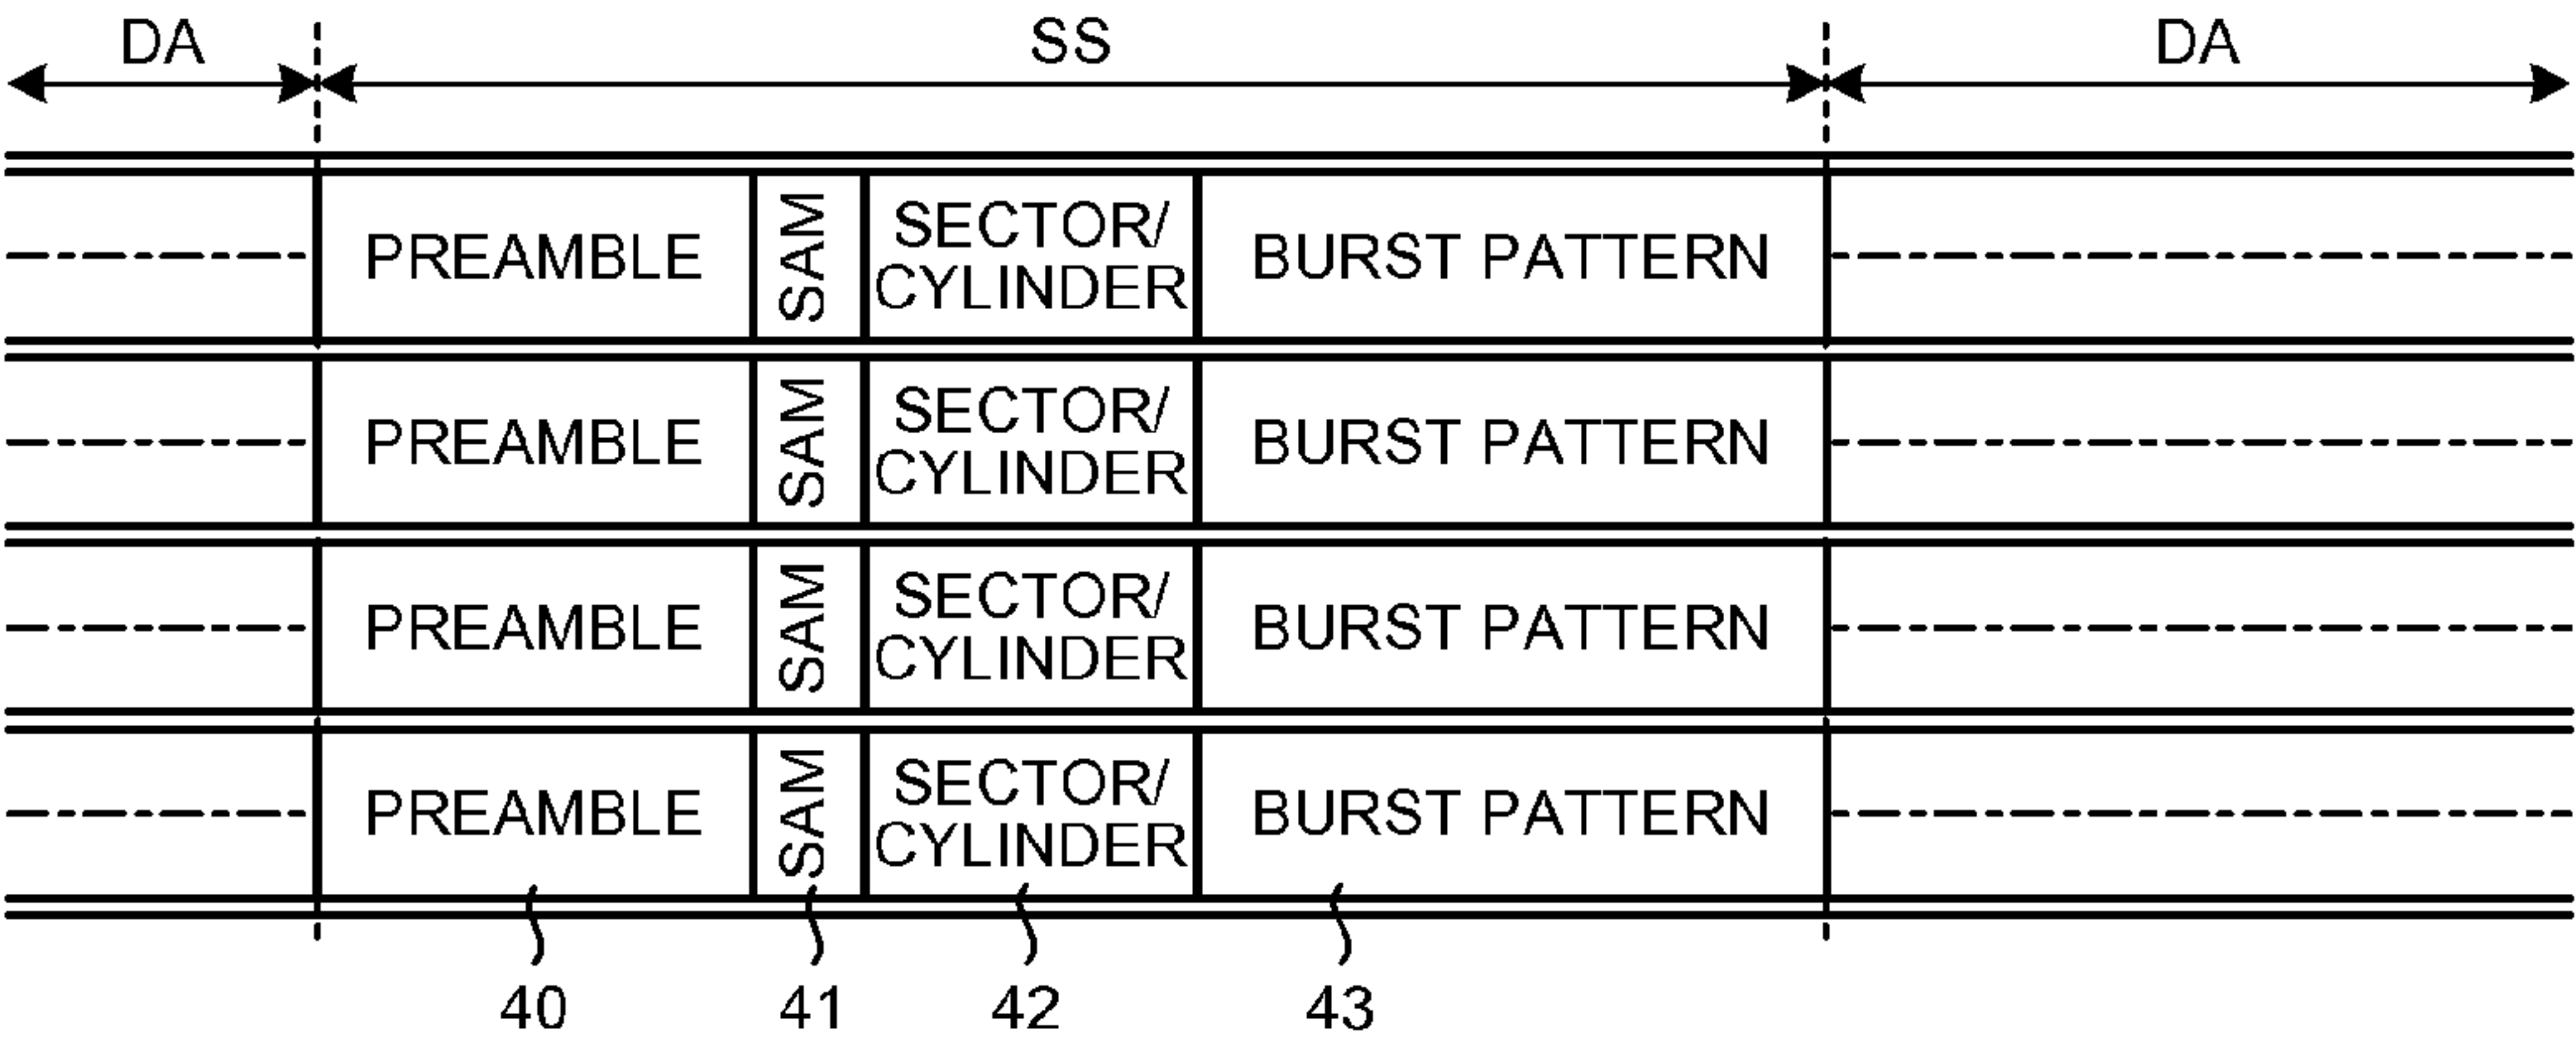 DA SS DA
PREAMBLE SAM SECTOR/
CYLINDER BURST PATTERN
PREAMBLE SAM SECTOR/
CYLINDER BURST PATTERN
PREAMBLE SAM SECTOR/
CYLINDER BURST PATTERN
PREAMBLE SAM SECTOR/
CYLINDER BURST PATTERN
40 41 42 43